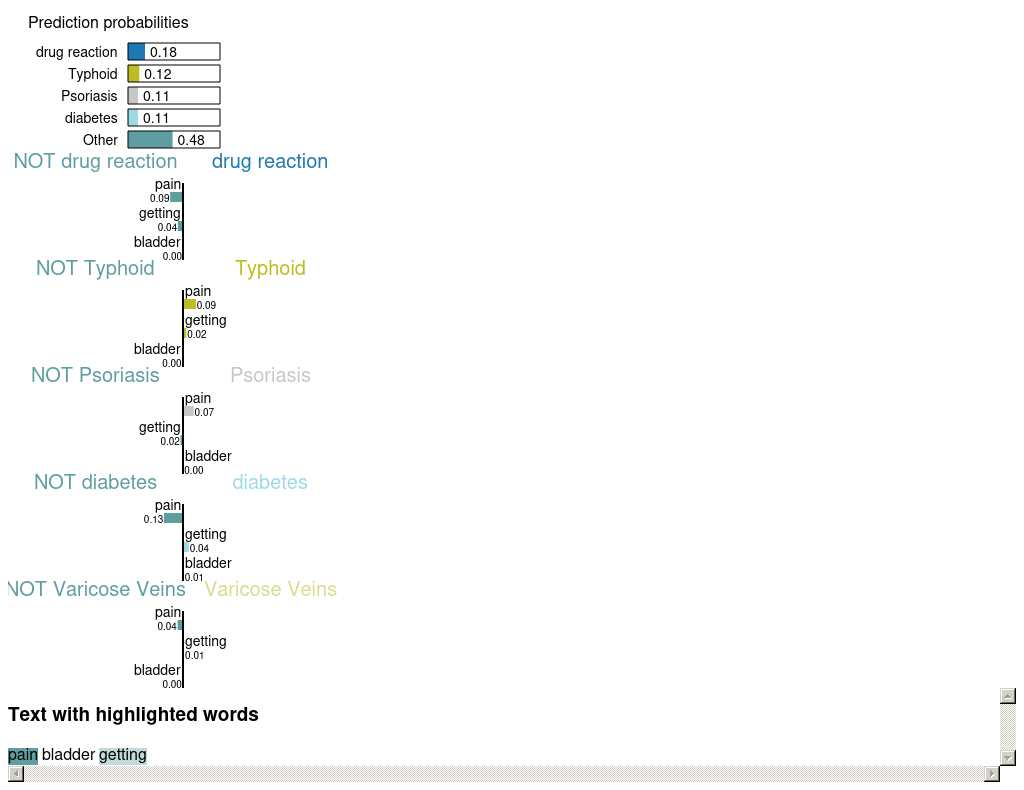 Prediction probabilities
drug reaction 0.18
Typhoid 0.12
Psoriasis 0.11
diabetes 0.11
Other 0.48
NOT drug reaction drug reaction
pain
0.09
getting
0.04
bladder
0.00
NOT Typhoid Typhoid
pain
0.09
getting
0.02
bladder
0.00
NOT Psoriasis Psoriasis
pain
0.07
getting
0.02
bladder
0.00
NOT diabetes diabetes
pain
0.13
getting
0.04
bladder
0.01
NOT Varicose Veins Varicose Veins
pain
0.04
getting
0.01
bladder
0.00
Text with highlighted words
pain bladder getting